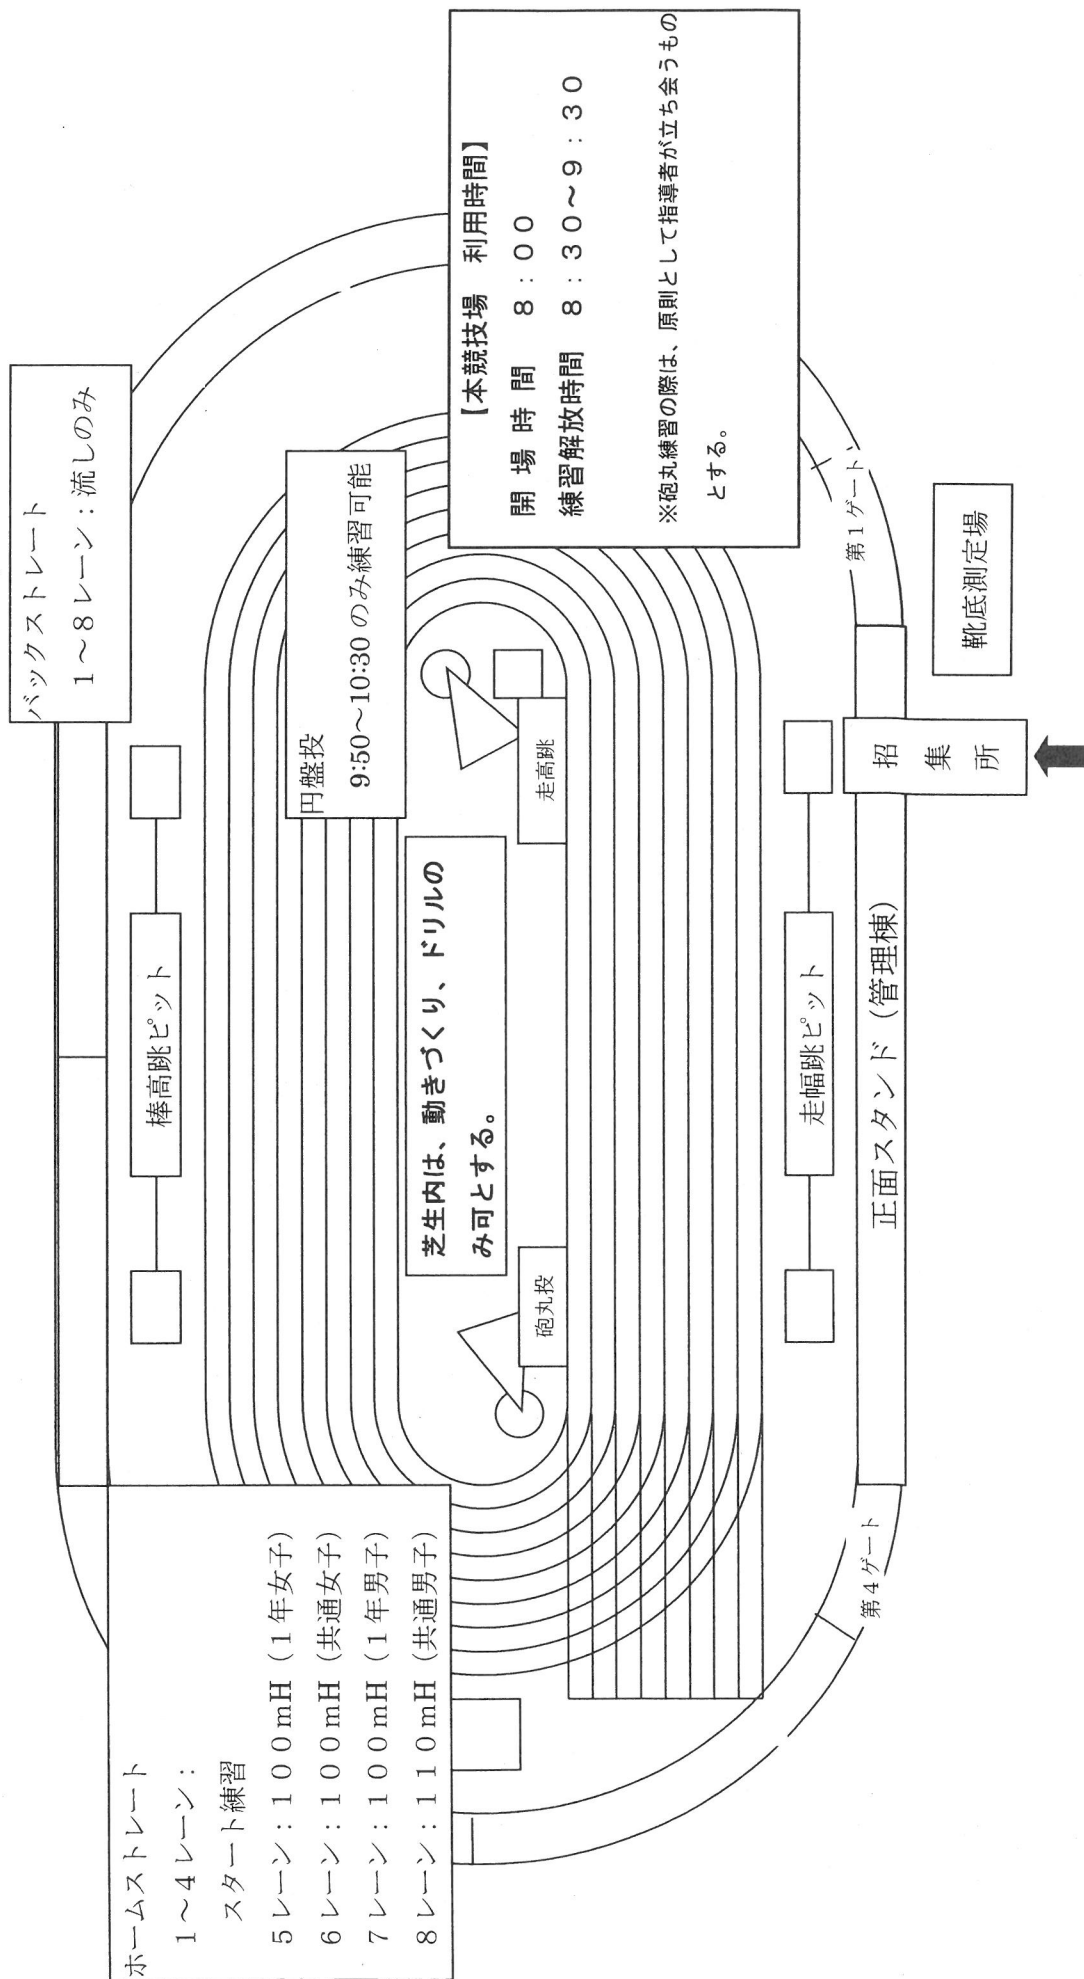 ホームストレート
１～４レーン：
スタート練習
５レーン：１００ｍＨ（１年女子）
６レーン：１００ｍＨ（共通女子）
７レーン：１００ｍＨ（１年男子）
８レーン：１１０ｍＨ（共通男子）
バックストレート
１～８レーン：流しのみ
棒高跳ピット
円盤投
9:50～10:30 のみ練習可能
芝生内は、動きづくり、ドリルの
み可とする。
砲丸投
走高跳
【本競技場　利用時間】
開 場 時 間　８：００
練習解放時間　８：３０～９：３０
※砲丸練習の際は、原則として指導者が立ち会うもの
とする。
走幅跳ピット
第４ゲート
正面スタンド（管理棟）
招
集
所
第１ゲート
靴底測定場